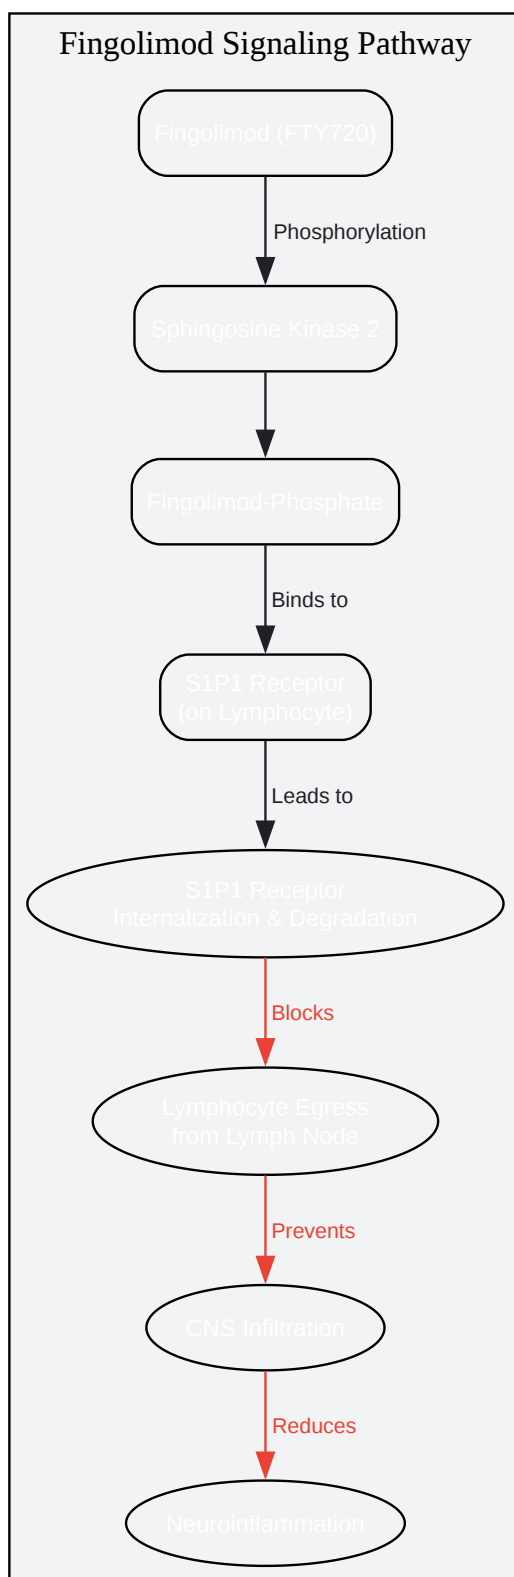 Fingolimod Signaling Pathway
Fingolimod (FTY720)
Phosphorylation
Sphingosine Kinase 2
Fingolimod-Phosphate
Binds to
S1P1 Receptor
(on Lymphocyte)
Leads to
S1P1 Receptor
Internalization & Degradation
Blocks
Lymphocyte Egress
from Lymph Node
Prevents
CNS Infiltration
Reduces
Neuroinflammation